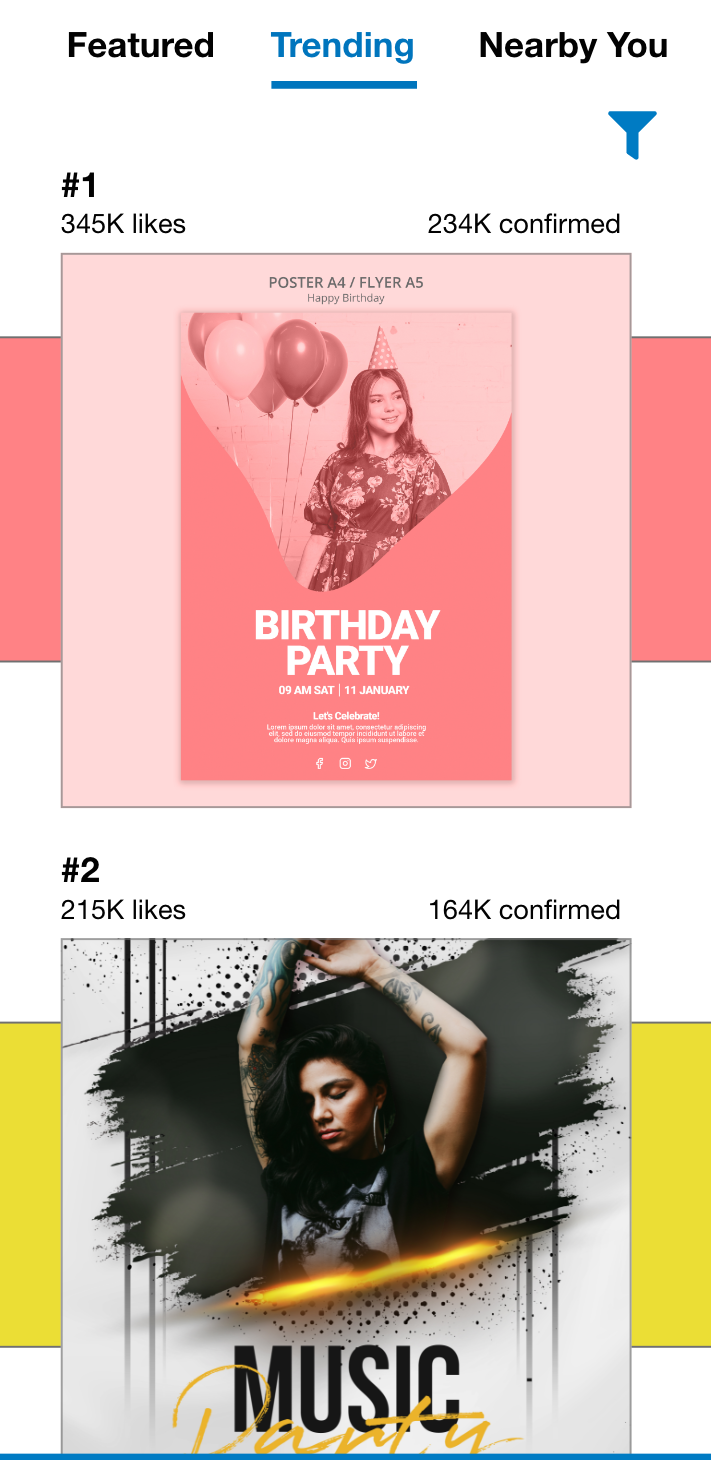 Featured Trending Nearby You
#1
345K likes 234K confirmed
POSTER A4 / FLYER A5
Happy Birthday
BIRTHDAY
PARTY
09 AM SAT | 11 JANUARY
Let's Celebrate!
Lorem ipsum dolor sit amet, consectetur adipiscing
elit, sed do eiusmod tempor incididunt ut labore et
dolore magna aliqua. Quis ipsum suspendisse
#2
215K likes 164K confirmed
MUSIC
Party